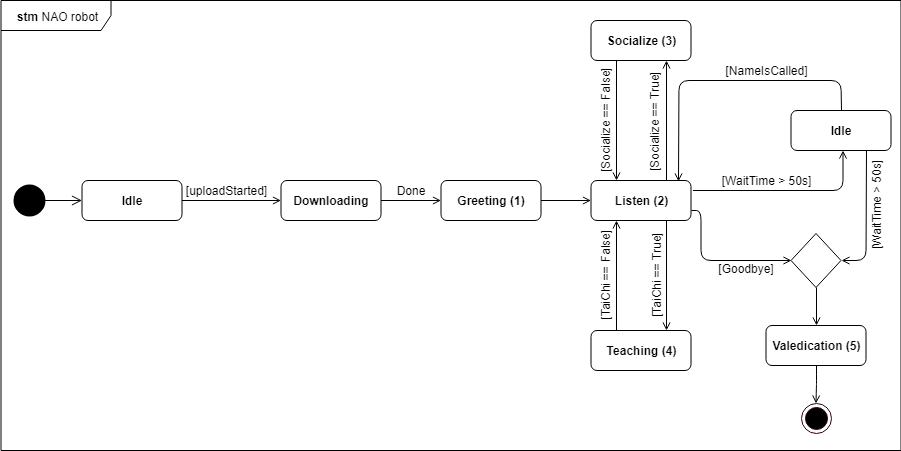 stm NAO robot
Socialize (3)
[Socialize == False]
[Socialize == True]
[NameIsCalled]
Idle
[WaitTime > 50s]
[WaitTime > 50s]
Idle
[uploadStarted]
Downloading
Done
Greeting (1)
Listen (2)
[Goodbye]
[TaiChi == False]
[TaiChi == True]
Teaching (4)
Valedication (5)